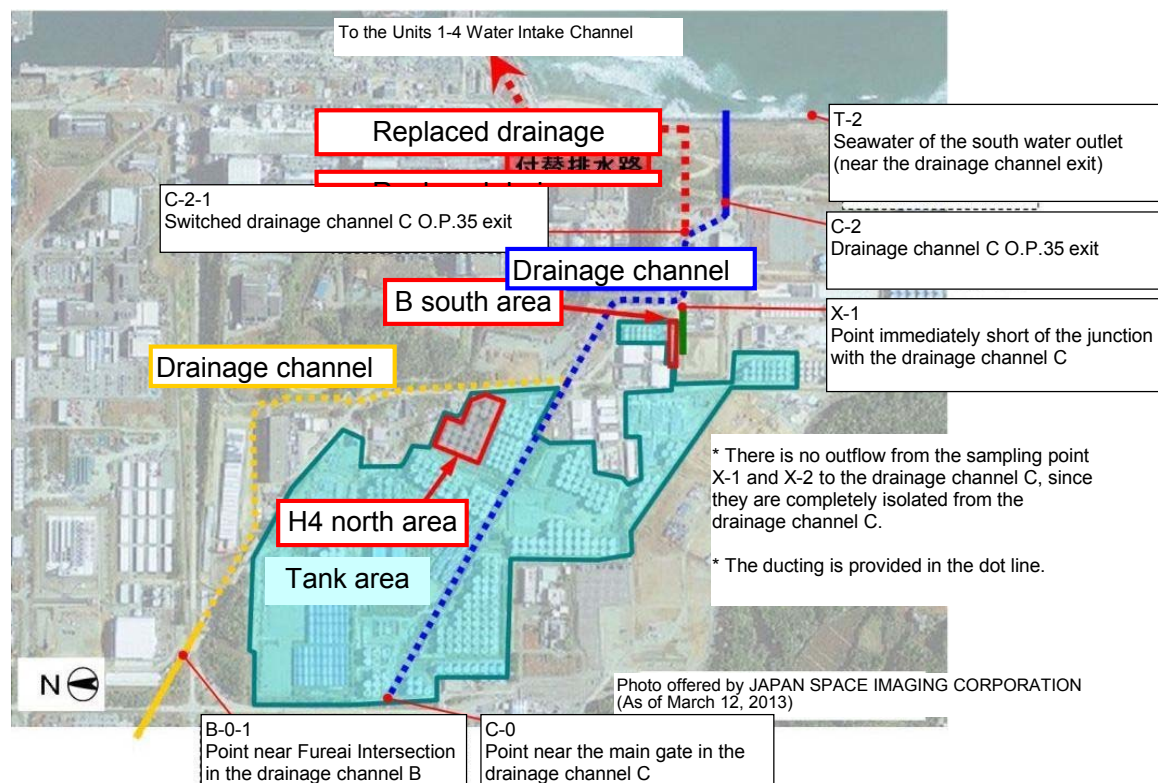 To the Units 1-4 Water Intake Channel
Replaced drainage
付替排水路
T-2
Seawater of the south water outlet
(near the drainage channel exit)
C-2-1
Switched drainage channel C O.P.35 exit
C-2
Drainage channel C O.P.35 exit
Drainage channel
B south area
X-1
Point immediately short of the junction
with the drainage channel C
Drainage channel
* There is no outflow from the sampling point
X-1 and X-2 to the drainage channel C, since
they are completely isolated from the
drainage channel C.
* The ducting is provided in the dot line.
H4 north area
Tank area
N
Photo offered by JAPAN SPACE IMAGING CORPORATION
(As of March 12, 2013)
B-0-1
Point near Fureai Intersection
in the drainage channel B
C-0
Point near the main gate in the
drainage channel C